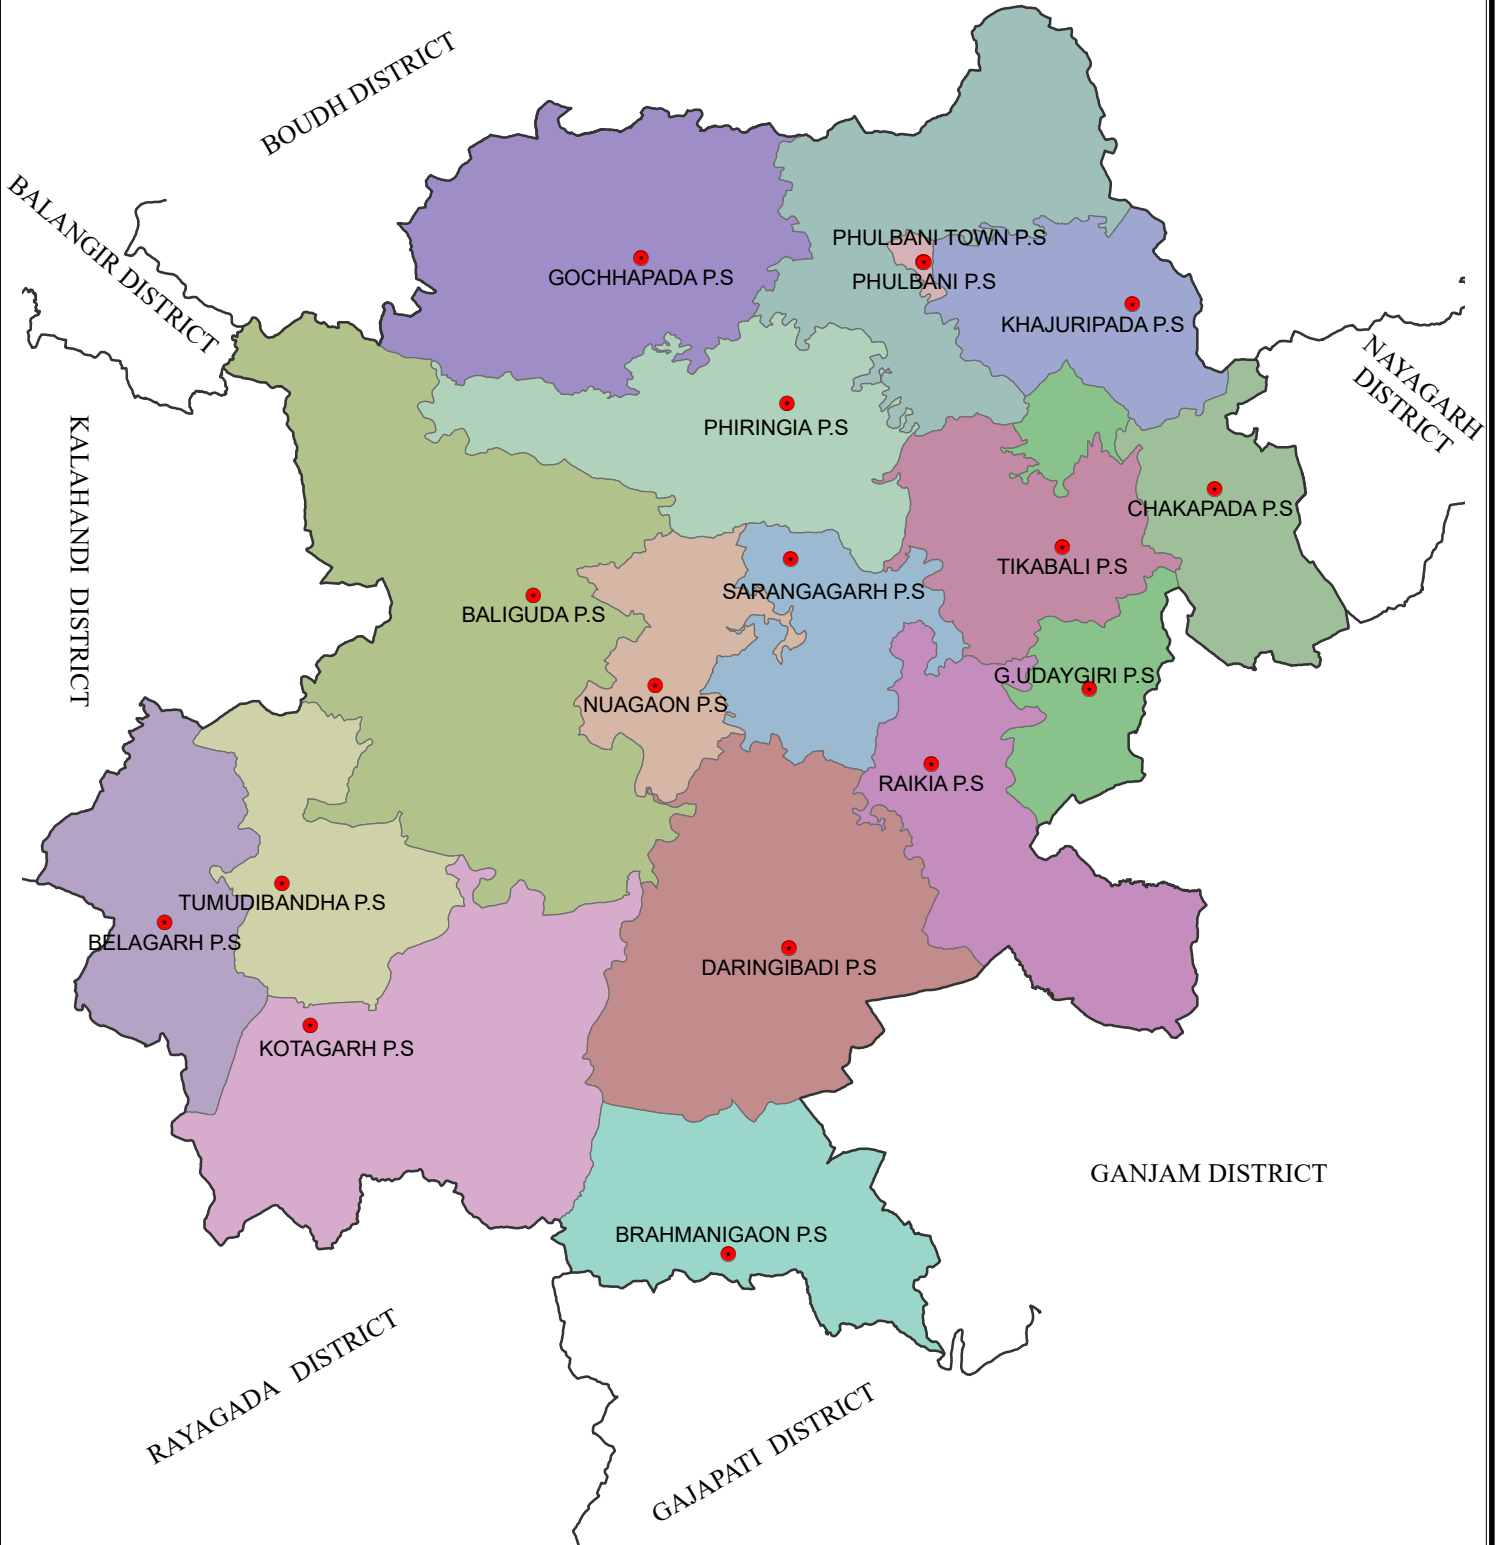 BOUDH DISTRICT
BALANGIR DISTRICT
PHULBANI TOWN P.S
GOCHHAPADA P.S
PHULBANI P.S
KHAJURIPADA P.S
NAYAGARH
DISTRICT
PHIRINGIA P.S
KALAHANDI DISTRICT
CHAKAPADA P.S
TIKABALI P.S
SARANGAGARH P.S
BALIGUDA P.S
G.UDAYGIRI P.S
NUAGAON P.S
RAIKIA P.S
TUMUDIBANDHA P.S
BELAGARH P.S
DARINGIBADI P.S
KOTAGARH P.S
GANJAM DISTRICT
BRAHMANIGAON P.S
RAYAGADA DISTRICT
GAJAPATI DISTRICT